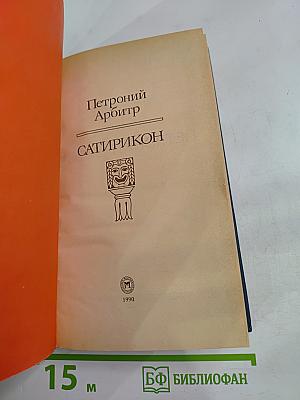 Петроний
Арбитр
САТИРИКОН
М
1990
15 м
БФ БИБЛИОФАН